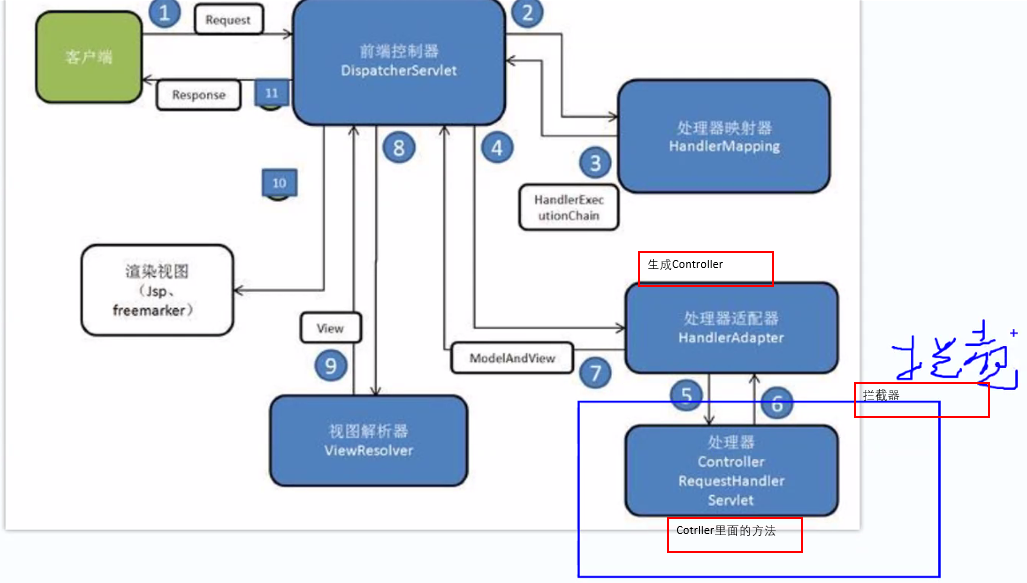 1
Request
2
客户端
前端控制器
DispatcherServlet
Response
11
处理器映射器
HandlerMapping
8
4
3
10
HandlerExec
utionChain
生成Controller
渲染视图
（Jsp、
freemarker）
处理器适配器
HandlerAdapter
View
ModelAndView
9
7
5
6
拦截器
视图解析器
ViewResolver
处理器
Controller
RequestHandler
Servlet
Cotrller里面的方法